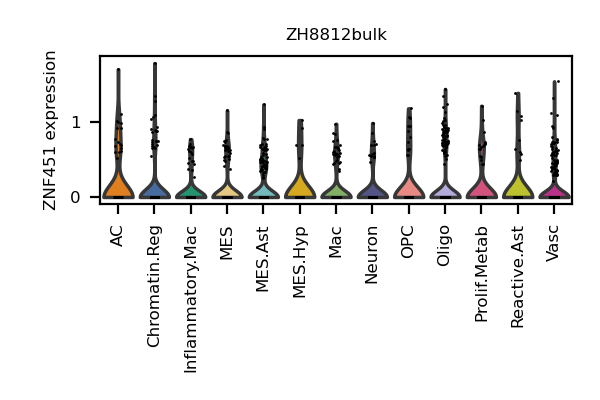 ZH8812bulk
ZNF451 expression
1
0
AC
Chromatin.Reg
Inflammatory.Mac
MES
MES.Ast
MES.Hyp
Mac
Neuron
OPC
Oligo
Prolif.Metab
Reactive.Ast
Vasc